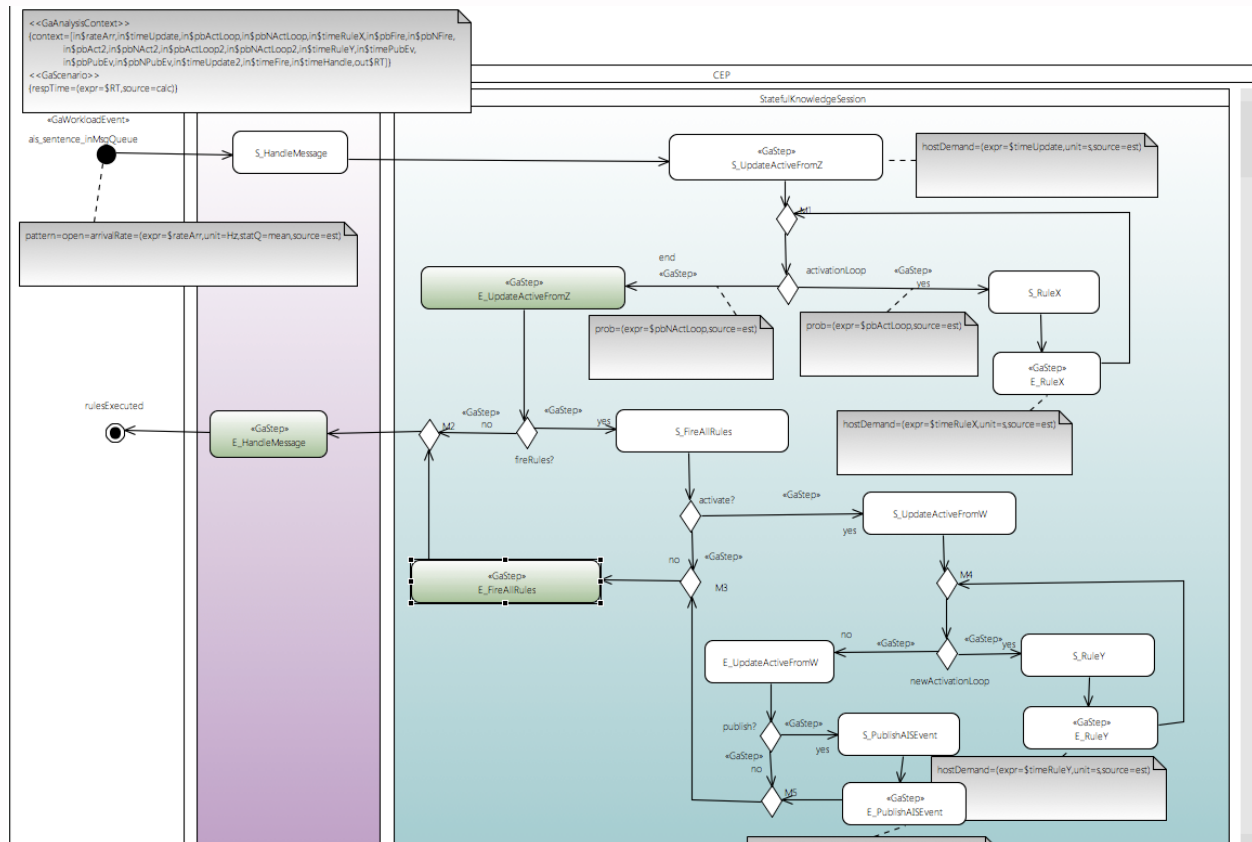 <<GaAnalysisContext>>
{context=[in$rateArr,in$timeUpdate,in$pbActLoop,in$pbNActLoop,in$timeRuleX,in$pbFire,in$pbNFire,
in$pbAct2,in$pbNAct2,in$pbActLoop2,in$pbNActLoop2,in$timeRuleY,in$timePubEv,
in$pbPubEv,in$pbNPubEv,in$timeUpdate2,in$timeFire,in$timeHandle,out$RT]}
<<GaScenario>>
{respTime=(expr=$RT,source=calc)}
CEP
StatefulKnowledgeSession
«GaWorkloadEvent»
ais_sentence_inMsgQueue
S_HandleMessage
«GaStep»
S_UpdateActiveFromZ
hostDemand=(expr=$timeUpdate,unit=s,source=est)
M1
pattern=open=arrivalRate=(expr=$rateArr,unit=Hz,statQ=mean,source=est)
end
«GaStep»
activationLoop
«GaStep»
yes
«GaStep»
E_UpdateActiveFromZ
S_RuleX
prob=(expr=$pbNActLoop,source=est)
prob=(expr=$pbActLoop,source=est)
«GaStep»
E_RuleX
hostDemand=(expr=$timeRuleX,unit=s,source=est)
rulesExecuted
«GaStep»
E_HandleMessage
M2
«GaStep»
no
«GaStep»
yes
fireRules?
S_FireAllRules
activate?
«GaStep»
yes
S_UpdateActiveFromW
no
«GaStep»
M3
«GaStep»
E_FireAllRules
M4
no
«GaStep»
«GaStep»
yes
newActivationLoop
E_UpdateActiveFromW
S_RuleY
publish?
«GaStep»
yes
S_PublishAISEvent
«GaStep»
E_RuleY
«GaStep»
no
M5
hostDemand=(expr=$timeRuleY,unit=s,source=est)
«GaStep»
E_PublishAISEvent